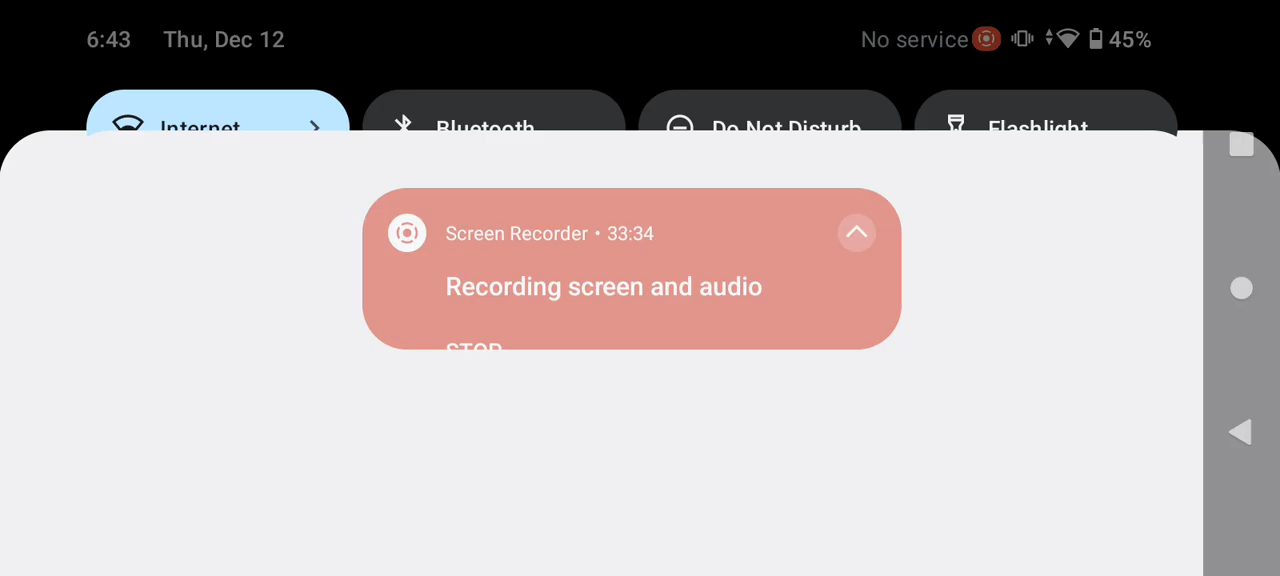 6:43 Thu, Dec 12 No service 45%
Internet Bluetooth Do Not Disturb Flashlight
Screen Recorder • 33:34
Recording screen and audio
STOP